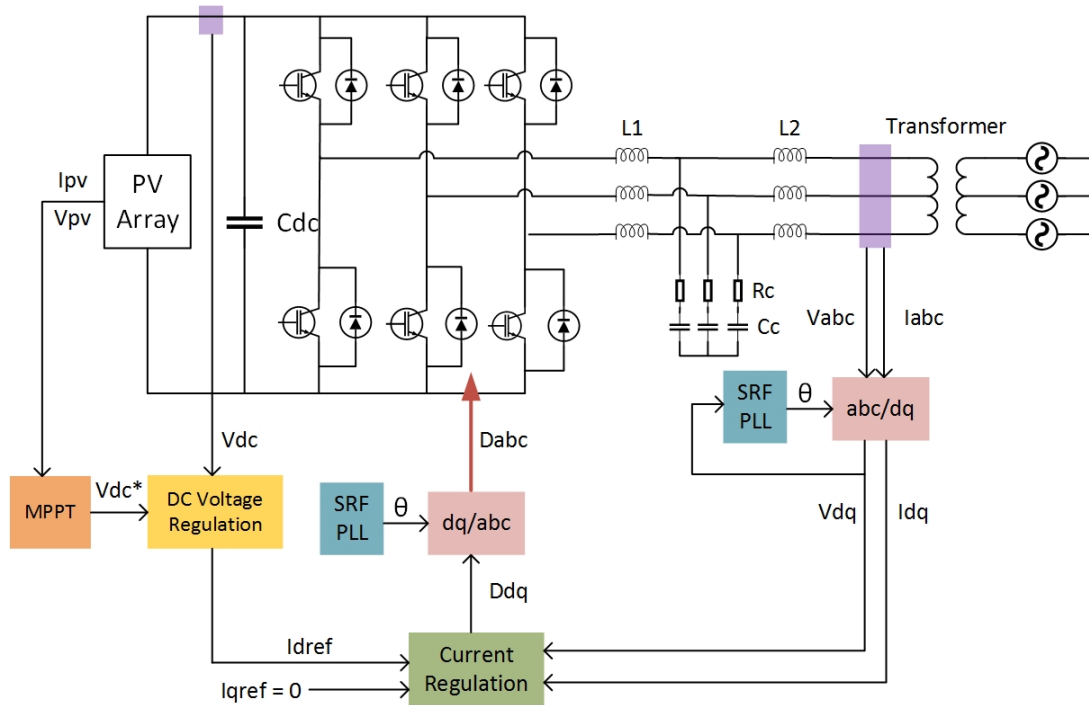 L1
L2
Transformer
Ipv
Vpv
PV
Array
Cdc
Rc
Cc
Vabc
Iabc
SRF
PLL
θ
abc/dq
Vdc
Dabc
MPPT
Vdc*
DC Voltage
Regulation
SRF
PLL
θ
dq/abc
Vdq
Idq
Ddq
Idref
Iqref = 0
Current
Regulation